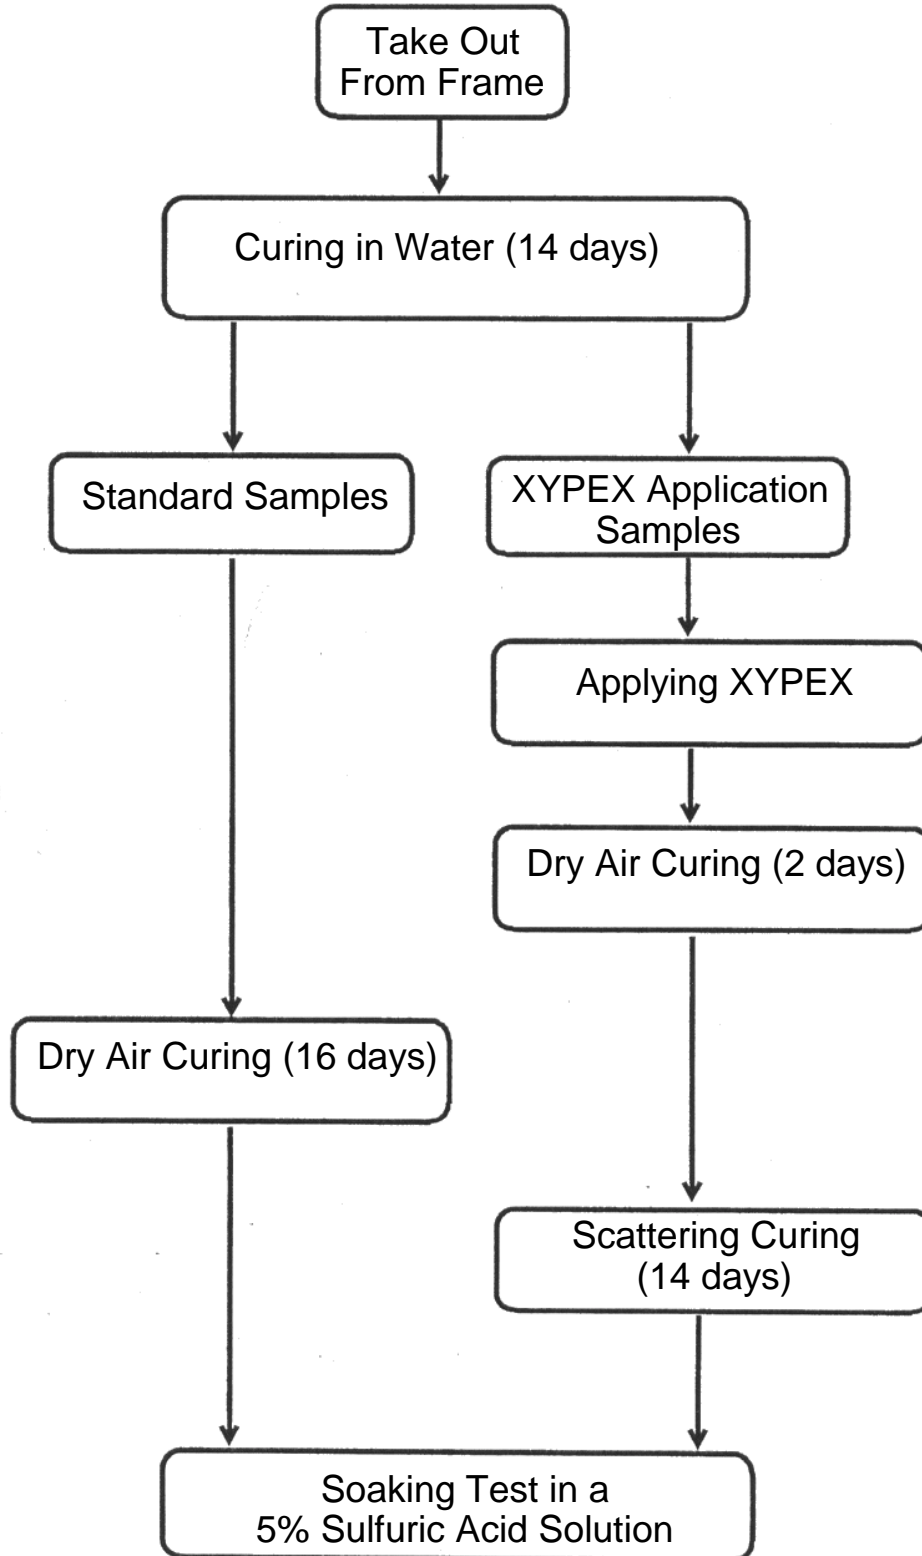 Take Out
From Frame
Curing in Water (14 days)
Standard Samples
XYPEX Application
Samples
Applying XYPEX
Dry Air Curing (2 days)
Dry Air Curing (16 days)
Scattering Curing
(14 days)
Soaking Test in a
5% Sulfuric Acid Solution